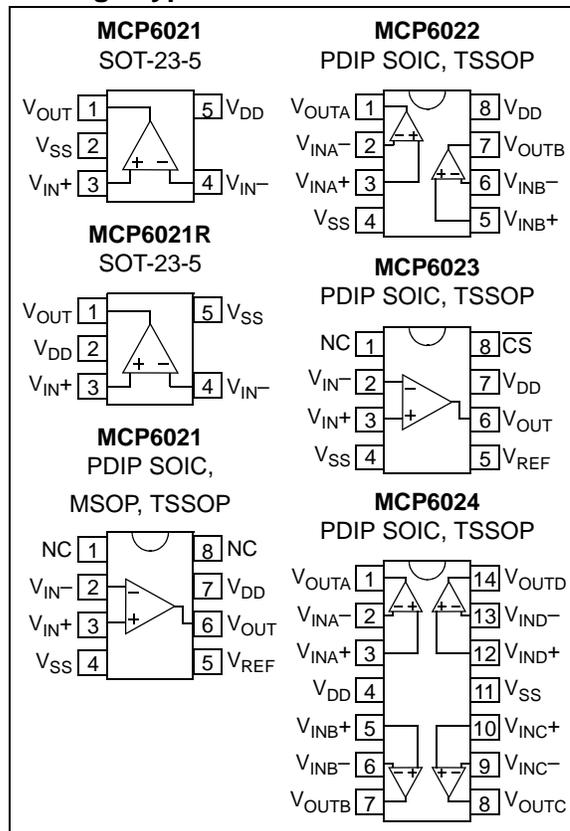 MCP6021
SOT-23-5
VOUT 1 5 VDD
VSS 2
VIN+ 3 4 VIN–
+ –
MCP6021R
SOT-23-5
VOUT 1 5 VSS
VDD 2
VIN+ 3 4 VIN–
+ –
MCP6021
PDIP SOIC,
MSOP, TSSOP
NC 1 8 NC
VIN– 2 – 7 VDD
VIN+ 3 + 6 VOUT
VSS 4 5 VREF
MCP6022
PDIP SOIC, TSSOP
VOUTA 1 8 VDD
VINA– 2 – + 7 VOUTB
VINA+ 3 + – 6 VINB–
VSS 4 5 VINB+
MCP6023
PDIP SOIC, TSSOP
NC 1 8 CS
VIN– 2 – 7 VDD
VIN+ 3 + 6 VOUT
VSS 4 5 VREF
MCP6024
PDIP SOIC, TSSOP
VOUTA 1 14 VOUTD
VINA– 2 – + + – 13 VIND–
VINA+ 3 12 VIND+
VDD 4 11 VSS
VINB+ 5 10 VINC+
VINB– 6 – + + – 9 VINC–
VOUTB 7 8 VOUTC